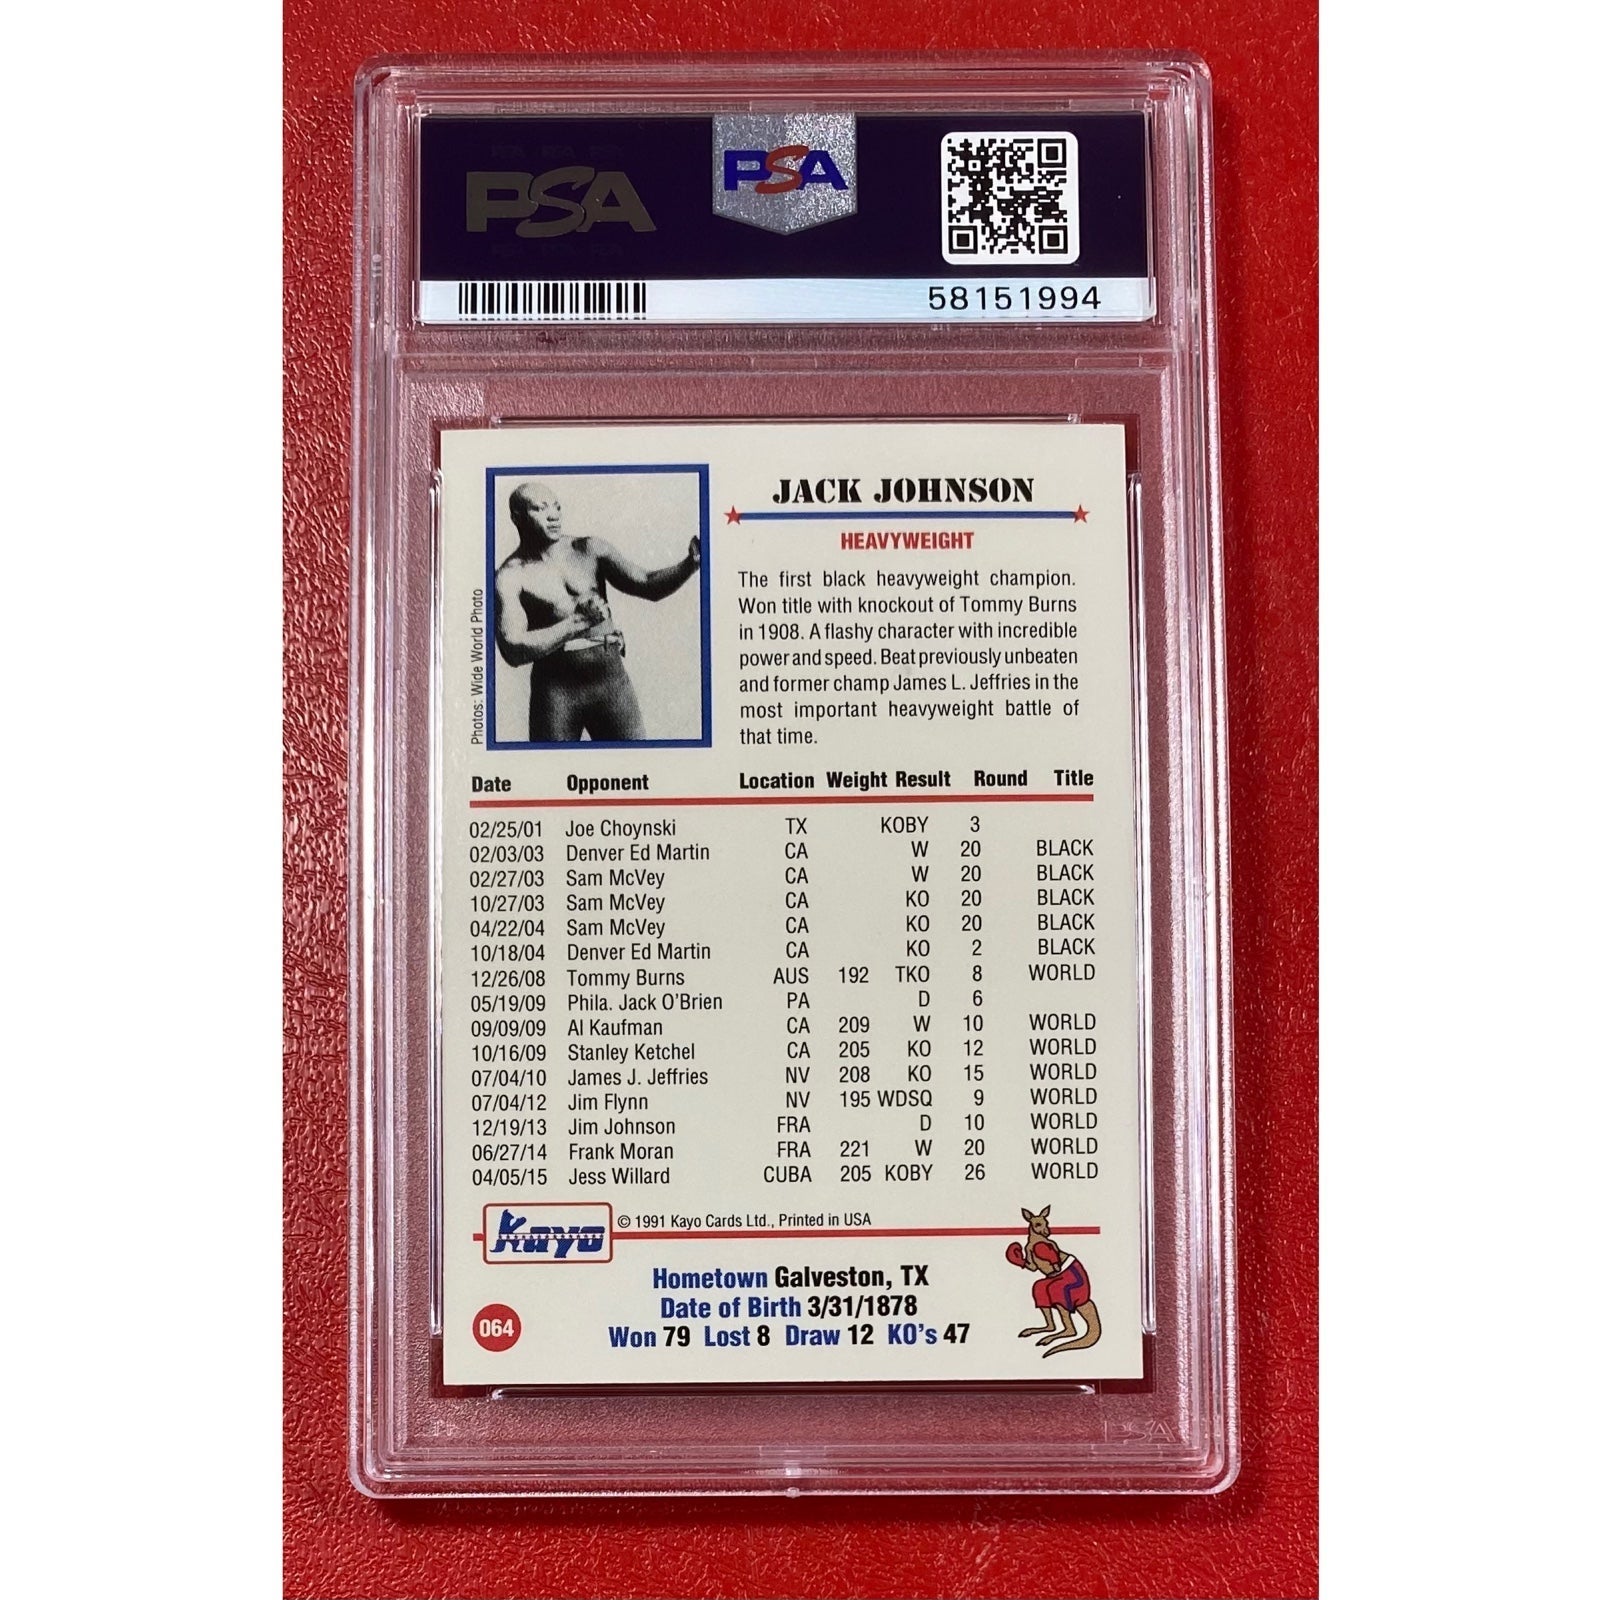 PSA
PSA
58151994
JACK JOHNSON
HEAVYWEIGHT
The first black heavyweight champion.
Won title with knockout of Tommy Burns
in 1908. A flashy character with incredible
power and speed. Beat previously unbeaten
and former champ James L. Jeffries in the
most important heavyweight battle of
that time.
Photos: Wide World Photo
Date Opponent Location Weight Result Round Title
02/25/01 Joe Choynski TX KOBY 3
02/03/03 Denver Ed Martin CA W 20 BLACK
02/27/03 Sam McVey CA W 20 BLACK
10/27/03 Sam McVey CA KO 20 BLACK
04/22/04 Sam McVey CA KO 20 BLACK
10/18/04 Denver Ed Martin CA KO 2 BLACK
12/26/08 Tommy Burns AUS 192 TKO 8 WORLD
05/19/09 Phila. Jack O'Brien PA D 6
09/09/09 Al Kaufman CA 209 W 10 WORLD
10/16/09 Stanley Ketchel CA 205 KO 12 WORLD
07/04/10 James J. Jeffries NV 208 KO 15 WORLD
07/04/12 Jim Flynn NV 195 WDSQ 9 WORLD
12/19/13 Jim Johnson FRA D 10 WORLD
06/27/14 Frank Moran FRA 221 W 20 WORLD
04/05/15 Jess Willard CUBA 205 KOBY 26 WORLD
Kayo © 1991 Kayo Cards Ltd., Printed in USA
Hometown Galveston, TX
Date of Birth 3/31/1878
064 Won 79 Lost 8 Draw 12 KO's 47
PSA